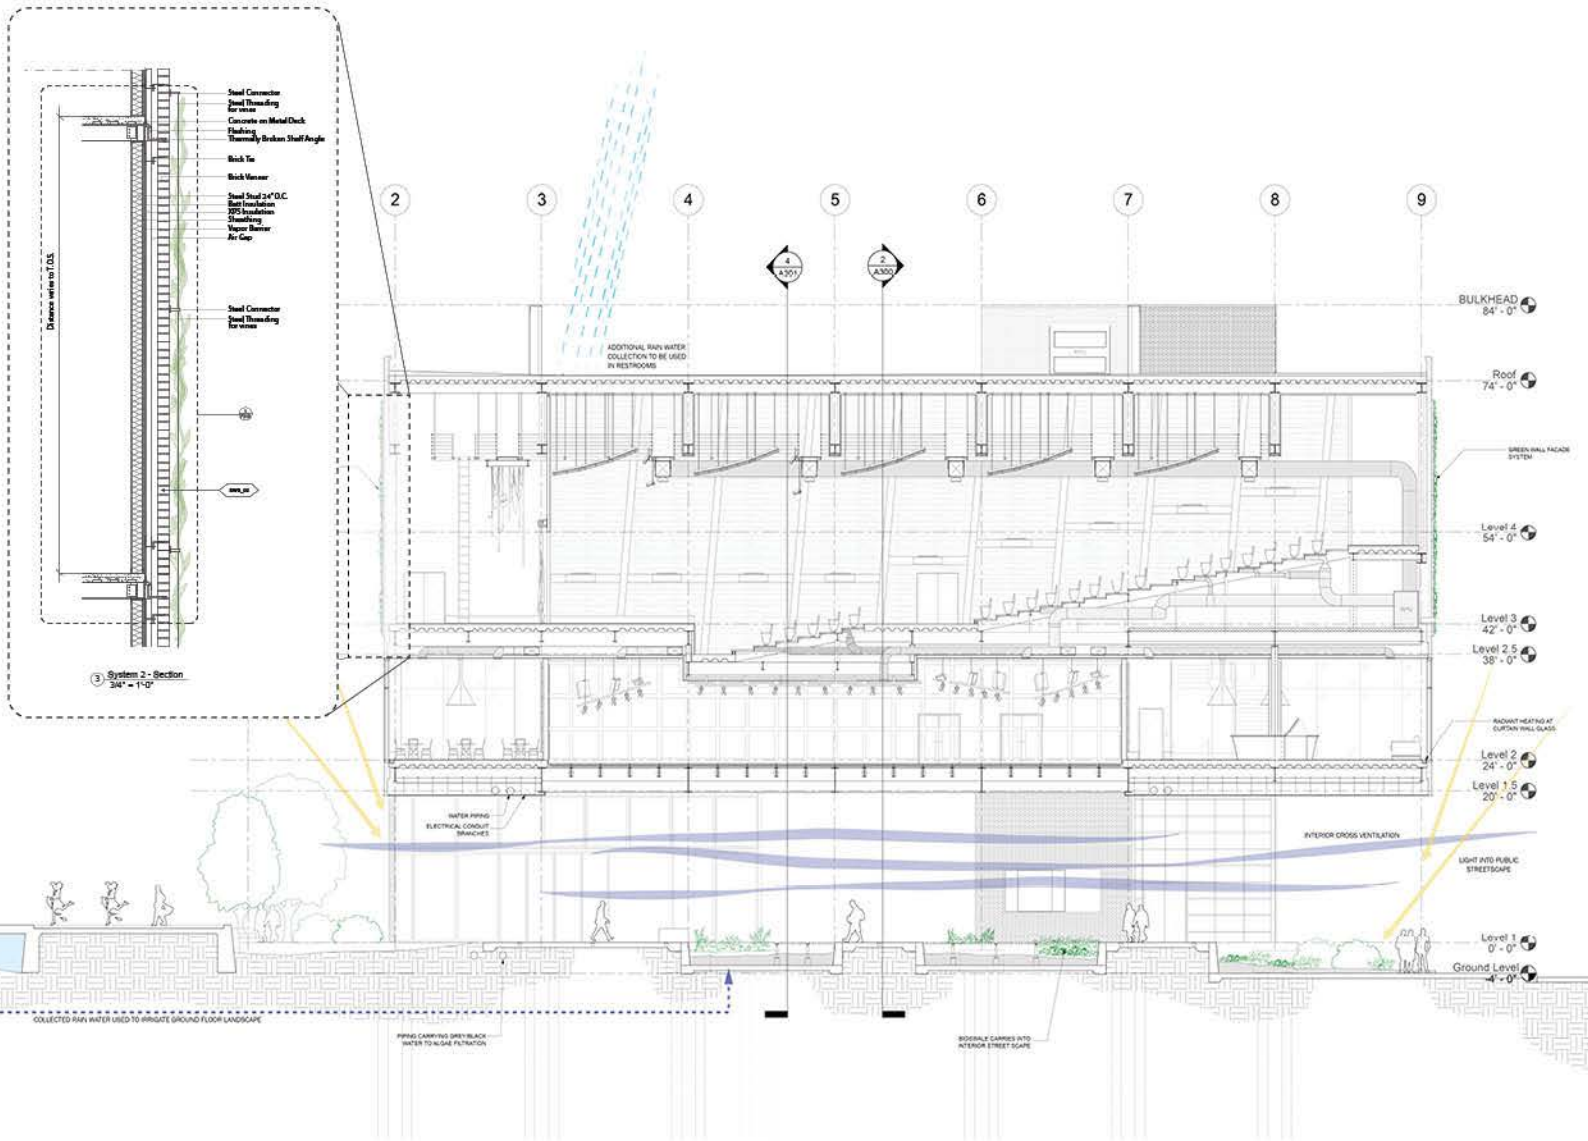 Steel Connector
Steel Threading
for vines
Concrete on Metal Deck
Flashing
Thermally Broken Shelf Angle
Brick Tie
Brick Veneer
Steel Stud 24" O.C.
Batt Insulation
XPS Insulation
Sheathing
Vapor Barrier
Air Gap
Distance varies to T.O.S.
Steel Connector
Steel Threading
for vines
3
System 2 - Section
3/4" = 1'-0"
2
3
4
5
6
7
8
9
4
A301
2
A300
ADDITIONAL RAIN WATER
COLLECTION TO BE USED
IN RESTROOMS
BULKHEAD
84' - 0"
Roof
74' - 0"
GREEN WALL FACADE
SYSTEM
Level 4
54' - 0"
Level 3
42' - 0"
Level 2.5
38' - 0"
RADIANT HEATING AT
CURTAIN WALL GLASS
Level 2
24' - 0"
Level 1.5
20' - 0"
WATER PIPING
ELECTRICAL CONDUIT
BRANCHES
INTERIOR CROSS VENTILATION
LIGHT INTO PUBLIC
STREETSCAPE
Level 1
0' - 0"
Ground Level
-4' - 0"
COLLECTED RAIN WATER USED TO IRRIGATE GROUND FLOOR LANDSCAPE
PIPING CARRYING GREY/BLACK
WATER TO ALGAE FILTRATION
BIOSWALE CARRIES INTO
INTERIOR STREET SCAPE